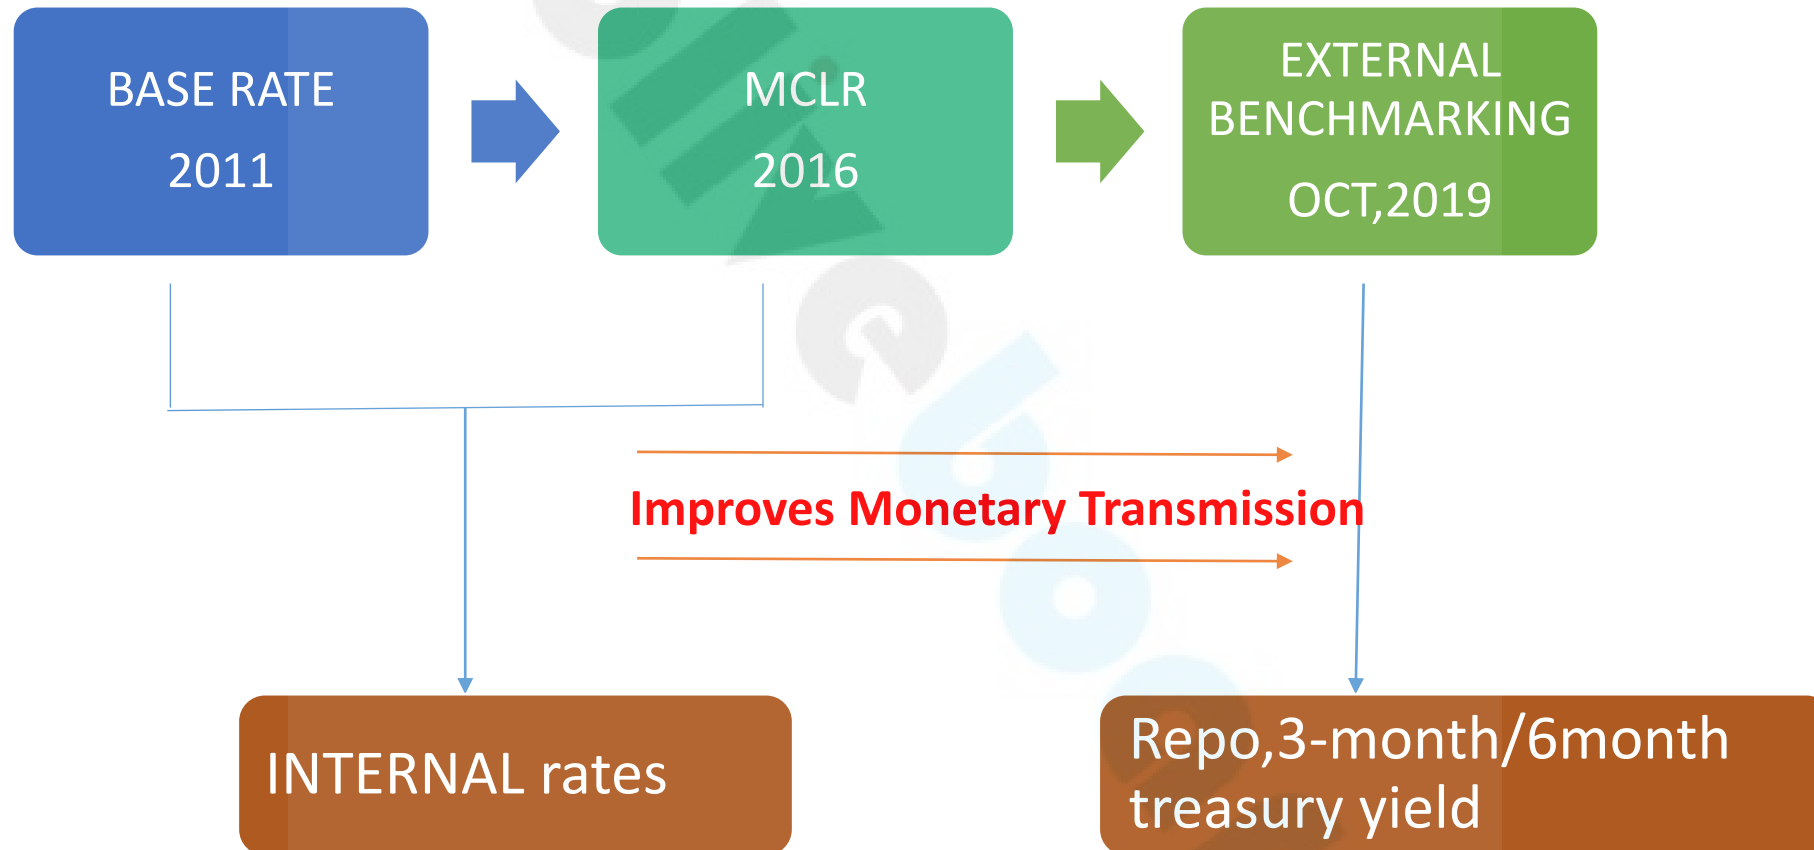 BASE RATE
2011
MCLR
2016
EXTERNAL
BENCHMARKING
OCT,2019
Improves Monetary Transmission
INTERNAL rates
Repo,3-month/6month
treasury yield